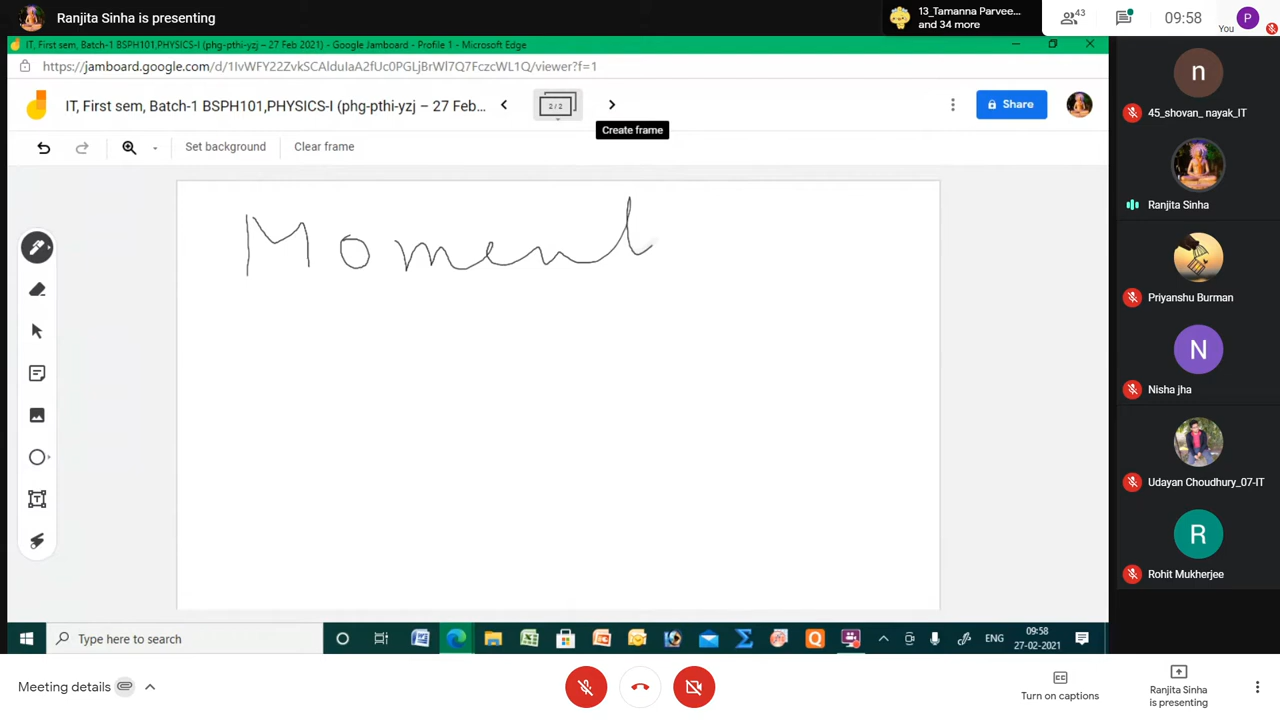 Ranjita Sinha is presenting
13_Tamanna Parvee...
and 34 more
43
09:58
You
P
IT, First sem, Batch-1 BSPH101,PHYSICS-I (phg-pthi-yzj – 27 Feb 2021) - Google Jamboard - Profile 1 - Microsoft Edge
https://jamboard.google.com/d/1IvWFY22ZvkSCAlduIaA2fUc0PGLjBrWl7Q7FczcWL1Q/viewer?f=1
IT, First sem, Batch-1 BSPH101,PHYSICS-I (phg-pthi-yzj – 27 Feb...
2 / 2
Share
Create frame
Set background
Clear frame
Moment
n
45_shovan_ nayak_IT
Ranjita Sinha
Priyanshu Burman
N
Nisha jha
Udayan Choudhury_07-IT
R
Rohit Mukherjee
Type here to search
ENG
09:58
27-02-2021
Meeting details
Turn on captions
Ranjita Sinha
is presenting